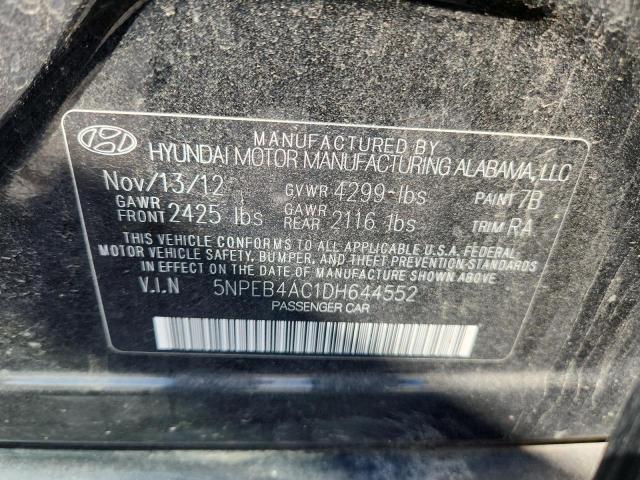 MANUFACTURED BY
HYUNDAI MOTOR MANUFACTURING ALABAMA, LLC
Nov/13/12 GVWR 4299 lbs PAINT 7B
GAWR FRONT 2425 lbs GAWR REAR 2116 lbs TRIM RA
THIS VEHICLE CONFORMS TO ALL APPLICABLE U.S.A. FEDERAL
MOTOR VEHICLE SAFETY, BUMPER, AND THEFT PREVENTION STANDARDS
IN EFFECT ON THE DATE OF MANUFACTURE SHOWN ABOVE.
V.I.N 5NPEB4AC1DH644552
PASSENGER CAR